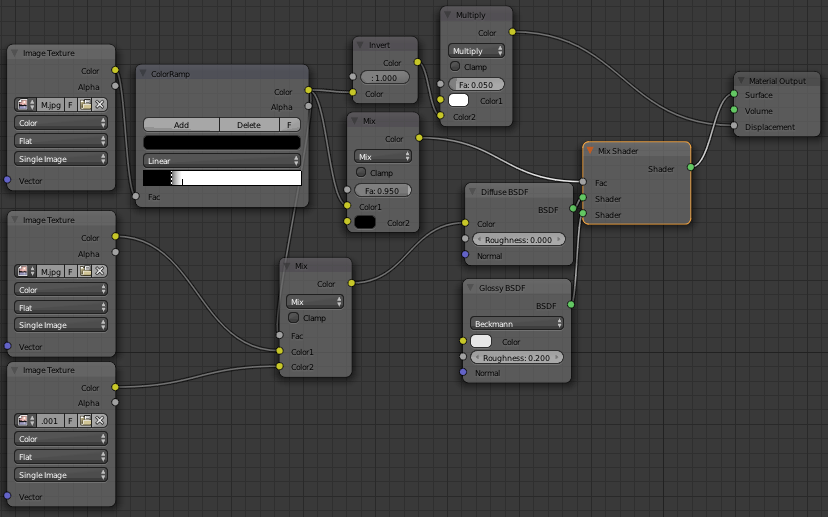 Image Texture
Color
Alpha
M.jpg F
Color
Flat
Single Image
Vector
ColorRamp
Color
Alpha
Add Delete F
Linear
Fac
Invert
Color
: 1.000
Color
Multiply
Color
Multiply
Clamp
Fa: 0.050
Color1
Color2
Mix
Color
Mix
Clamp
Fa: 0.950
Color1
Color2
Material Output
Surface
Volume
Displacement
Mix Shader
Shader
Fac
Shader
Shader
Diffuse BSDF
BSDF
Color
Roughness: 0.000
Normal
Image Texture
Color
Alpha
M.jpg F
Color
Flat
Single Image
Vector
Mix
Color
Mix
Clamp
Fac
Color1
Color2
Glossy BSDF
BSDF
Beckmann
Color
Roughness: 0.200
Normal
Image Texture
Color
Alpha
.001 F
Color
Flat
Single Image
Vector